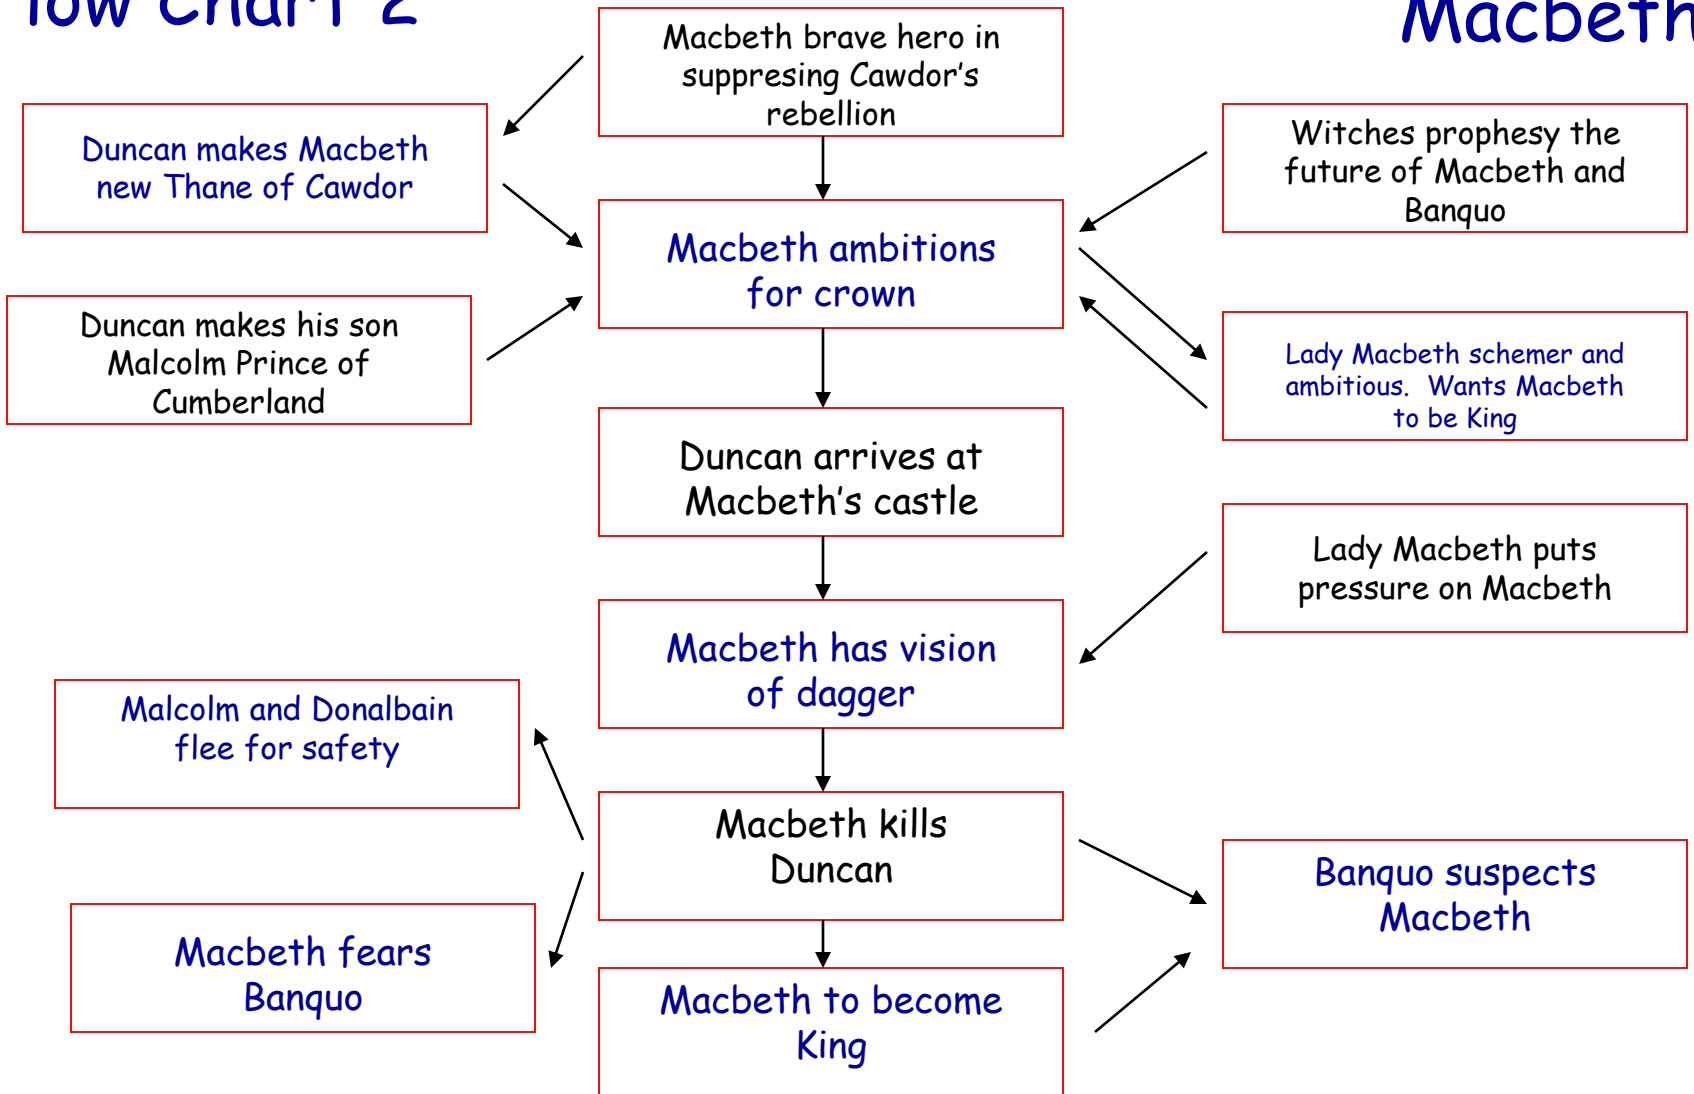 low Chart 2
Macbeth
Macbeth brave hero in
suppresing Cawdor's
rebellion
Duncan makes Macbeth
new Thane of Cawdor
Witches prophesy the
future of Macbeth and
Banquo
Macbeth ambitions
for crown
Duncan makes his son
Malcolm Prince of
Cumberland
Lady Macbeth schemer and
ambitious.  Wants Macbeth
to be King
Duncan arrives at
Macbeth's castle
Lady Macbeth puts
pressure on Macbeth
Macbeth has vision
of dagger
Malcolm and Donalbain
flee for safety
Macbeth kills
Duncan
Banquo suspects
Macbeth
Macbeth fears
Banquo
Macbeth to become
King